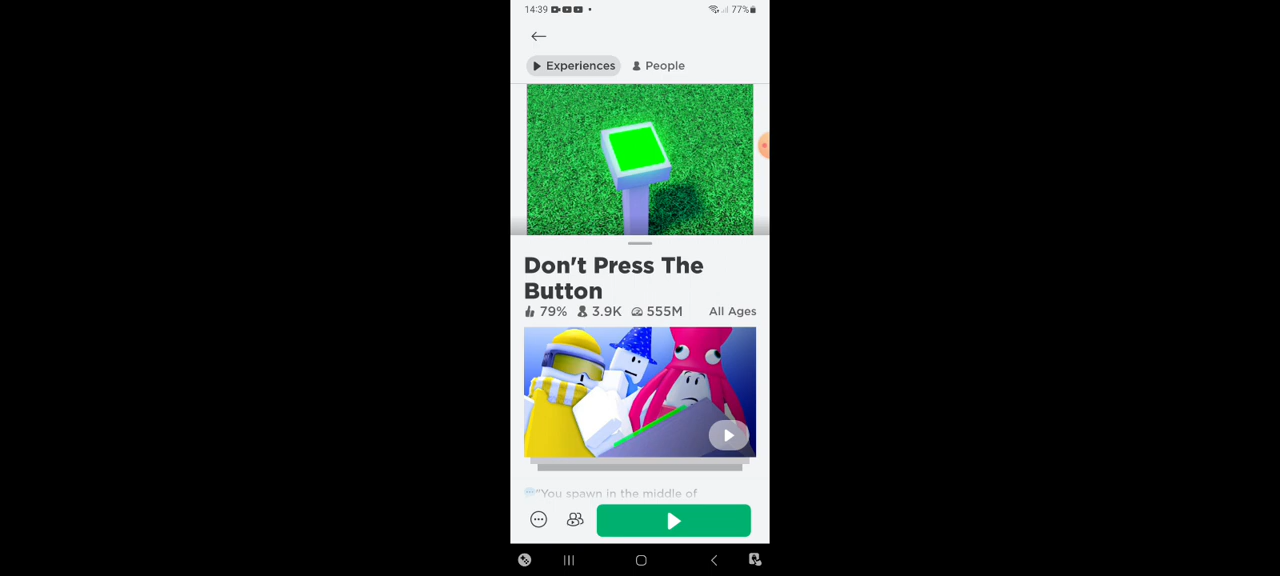 14:39
77%
Experiences People
Don't Press The
Button
79% 3.9K 555M All Ages
"You spawn in the middle of